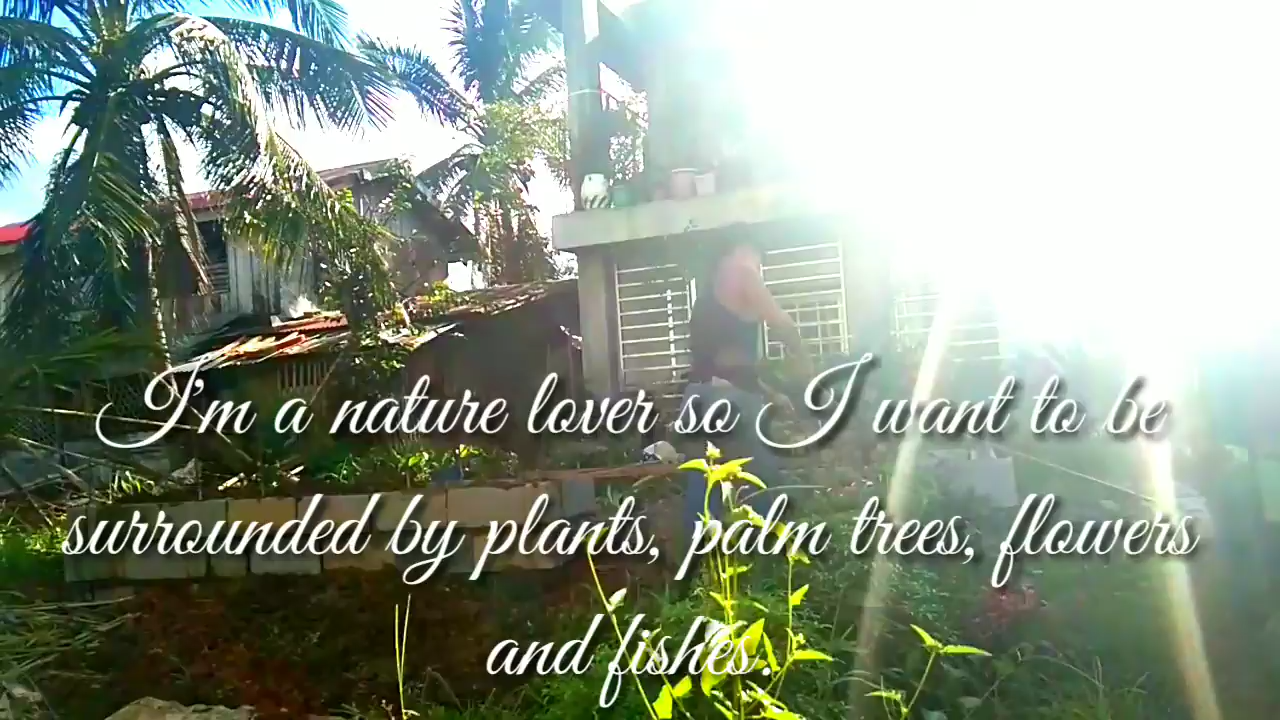 I'm a nature lover so I want to be
surrounded by plants, palm trees, flowers
and fishes.